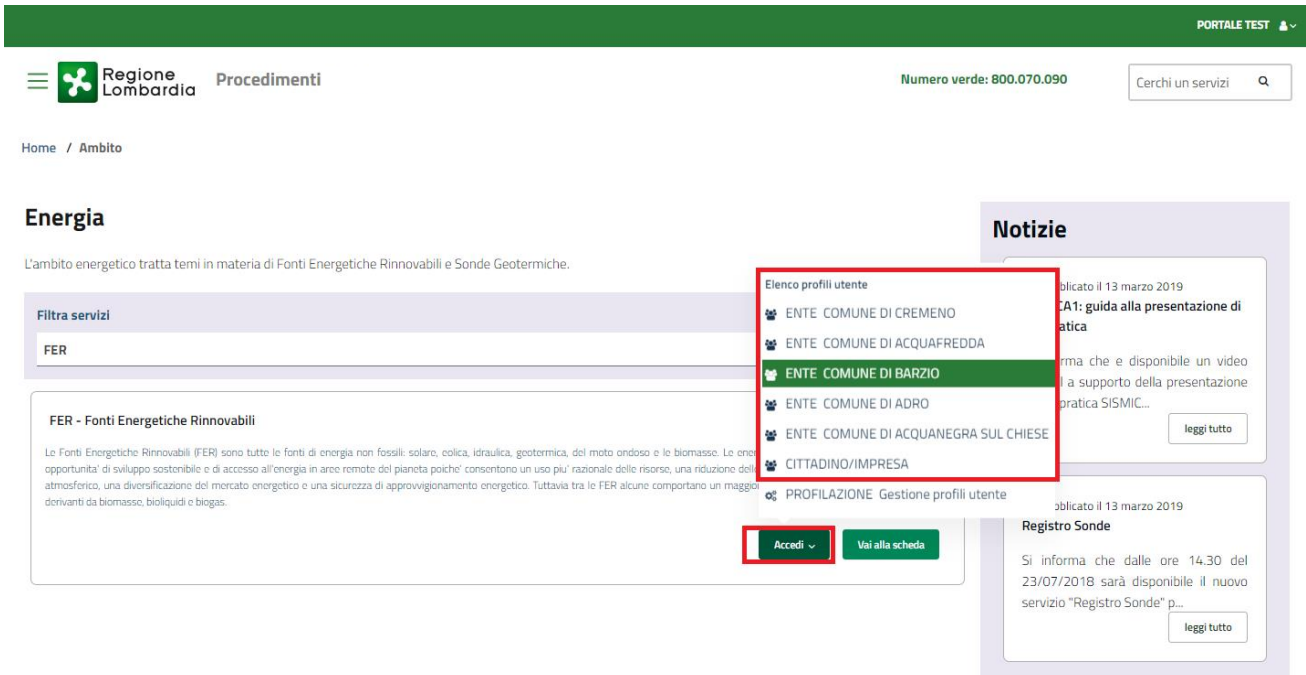 PORTALE TEST
Regione
Lombardia
Procedimenti
Numero verde: 800.070.090
Cerchi un servizi
Home / Ambito
Energia
L'ambito energetico tratta temi in materia di Fonti Energetiche Rinnovabili e Sonde Geotermiche.
Filtra servizi
FER
FER - Fonti Energetiche Rinnovabili
Le Fonti Energetiche Rinnovabili (FER) sono tutte le fonti di energia non fossili: solare, eolica, idraulica, geotermica, del moto ondoso e le biomasse. Le ener
opportunita' di sviluppo sostenibile e di accesso all'energia in aree remote del pianeta poiche' consentono un uso piu' razionale delle risorse, una riduzione dell
atmosferico, una diversificazione del mercato energetico e una sicurezza di approvvigionamento energetico. Tuttavia tra le FER alcune comportano un maggio
derivanti da biomasse, bioliquidi e biogas.
Elenco profili utente
ENTE COMUNE DI CREMENO
ENTE COMUNE DI ACQUAFREDDA
ENTE COMUNE DI BARZIO
ENTE COMUNE DI ADRO
ENTE COMUNE DI ACQUANEGRA SUL CHIESE
CITTADINO/IMPRESA
PROFILAZIONE Gestione profili utente
Accedi
Vai alla scheda
Notizie
blicato il 13 marzo 2019
CA1: guida alla presentazione di
atica
rma che e disponibile un video
l a supporto della presentazione
pratica SISMIC...
leggi tutto
bblicato il 13 marzo 2019
Registro Sonde
Si informa che dalle ore 14.30 del
23/07/2018 sarà disponibile il nuovo
servizio "Registro Sonde" p...
leggi tutto